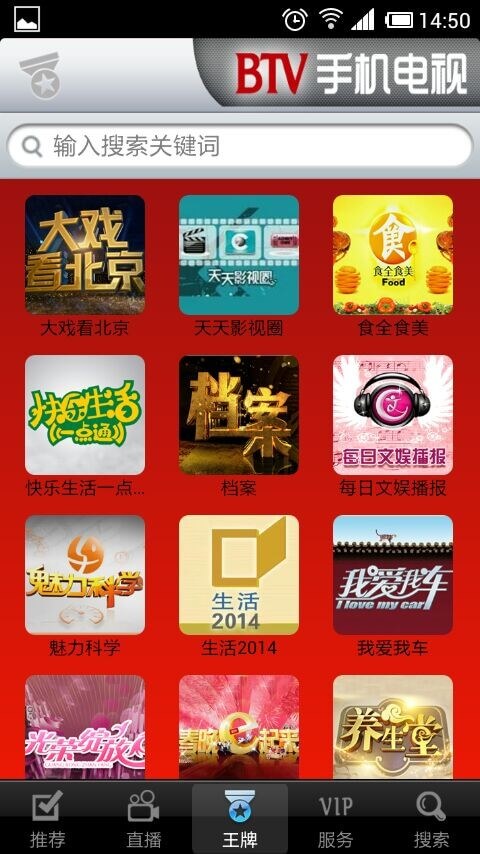 14:50
BTV 手机电视
输入搜索关键词
大戏
看北京
天天影视圈
食
食全食美
Food
大戏看北京
天天影视圈
食全食美
快乐生活
一点通
档案
文
每日文娱播报
快乐生活一点...
档案
每日文娱播报
魅力科学
生活
2014
我爱我车
I love my car
魅力科学
生活2014
我爱我车
光荣绽放
春晚e起来
养生堂
推荐
直播
王牌
VIP
服务
搜索